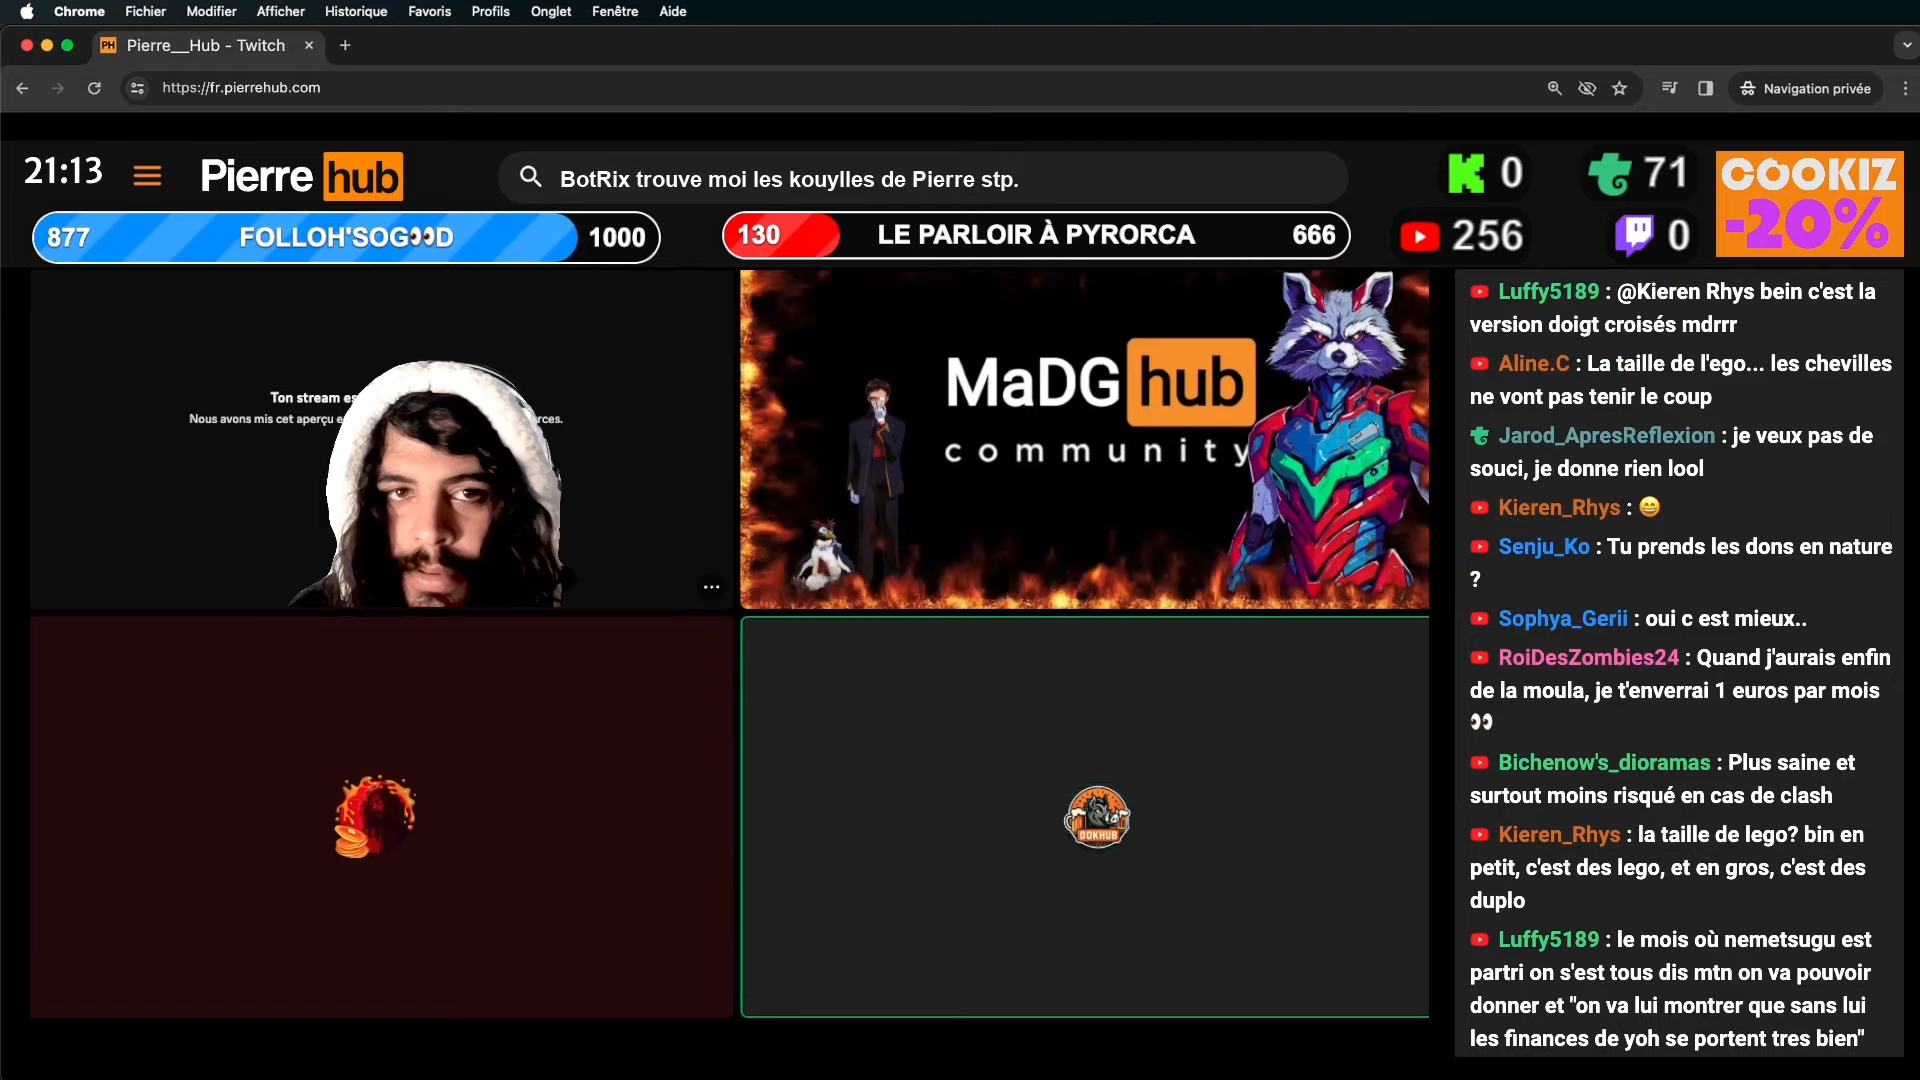 Chrome Fichier Modifier Afficher Historique Favoris Profils Onglet Fenêtre Aide
PH Pierre__Hub - Twitch
https://fr.pierrehub.com
Navigation privée
21:13
Pierre hub
BotRix trouve moi les kouylles de Pierre stp.
0
71
COOKIZ
-20%
877 FOLLOH'SOG👀D 1000
130 LE PARLOIR À PYRORCA 666
256
0
Ton stream es
Nous avons mis cet aperçu e
rces.
MaDG hub
community
DOKHUB
Luffy5189 : @Kieren Rhys bein c'est la
version doigt croisés mdrrr
Aline.C : La taille de l'ego... les chevilles
ne vont pas tenir le coup
Jarod_ApresReflexion : je veux pas de
souci, je donne rien lool
Kieren_Rhys : 😄
Senju_Ko : Tu prends les dons en nature
?
Sophya_Gerii : oui c est mieux..
RoiDesZombies24 : Quand j'aurais enfin
de la moula, je t'enverrai 1 euros par mois
👀
Bichenow's_dioramas : Plus saine et
surtout moins risqué en cas de clash
Kieren_Rhys : la taille de lego? bin en
petit, c'est des lego, et en gros, c'est des
duplo
Luffy5189 : le mois où nemetsugu est
partri on s'est tous dis mtn on va pouvoir
donner et "on va lui montrer que sans lui
les finances de yoh se portent tres bien"